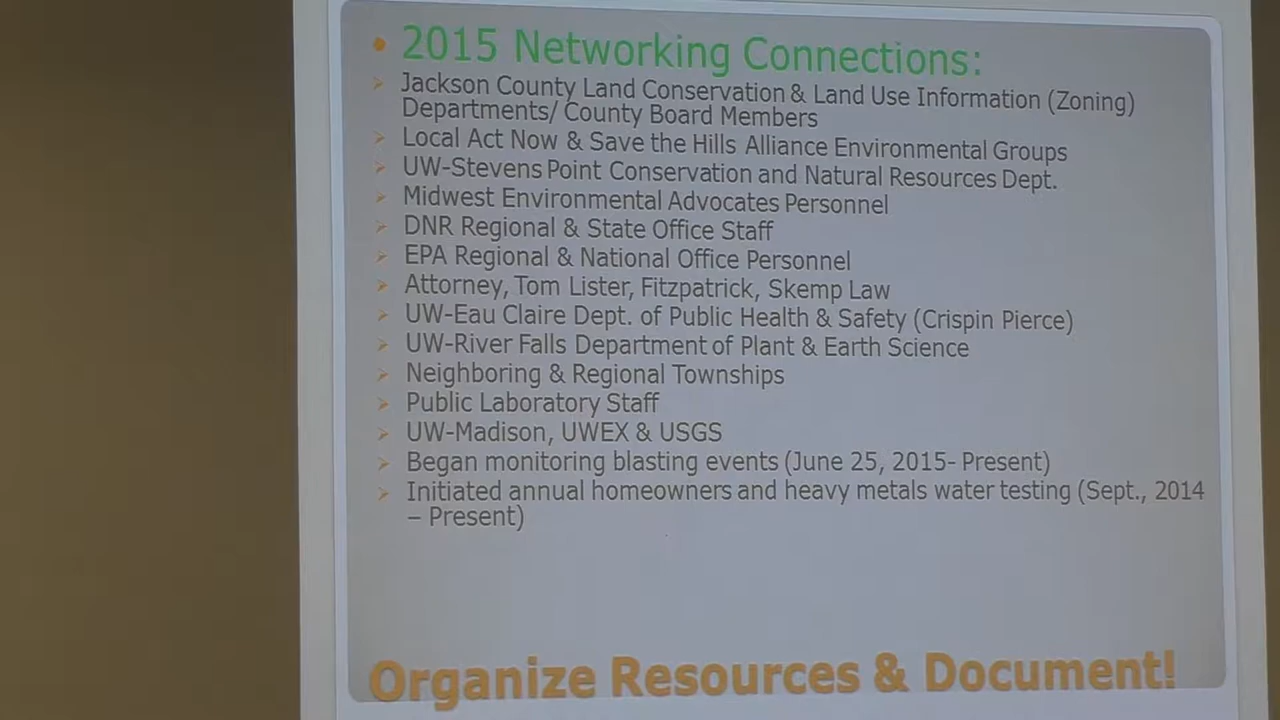 • 2015 Networking Connections:
➢ Jackson County Land Conservation & Land Use Information (Zoning)
Departments/ County Board Members
➢ Local Act Now & Save the Hills Alliance Environmental Groups
➢ UW-Stevens Point Conservation and Natural Resources Dept.
➢ Midwest Environmental Advocates Personnel
➢ DNR Regional & State Office Staff
➢ EPA Regional & National Office Personnel
➢ Attorney, Tom Lister, Fitzpatrick, Skemp Law
➢ UW-Eau Claire Dept. of Public Health & Safety (Crispin Pierce)
➢ UW-River Falls Department of Plant & Earth Science
➢ Neighboring & Regional Townships
➢ Public Laboratory Staff
➢ UW-Madison, UWEX & USGS
➢ Began monitoring blasting events (June 25, 2015- Present)
➢ Initiated annual homeowners and heavy metals water testing (Sept., 2014
– Present)
Organize Resources & Document!